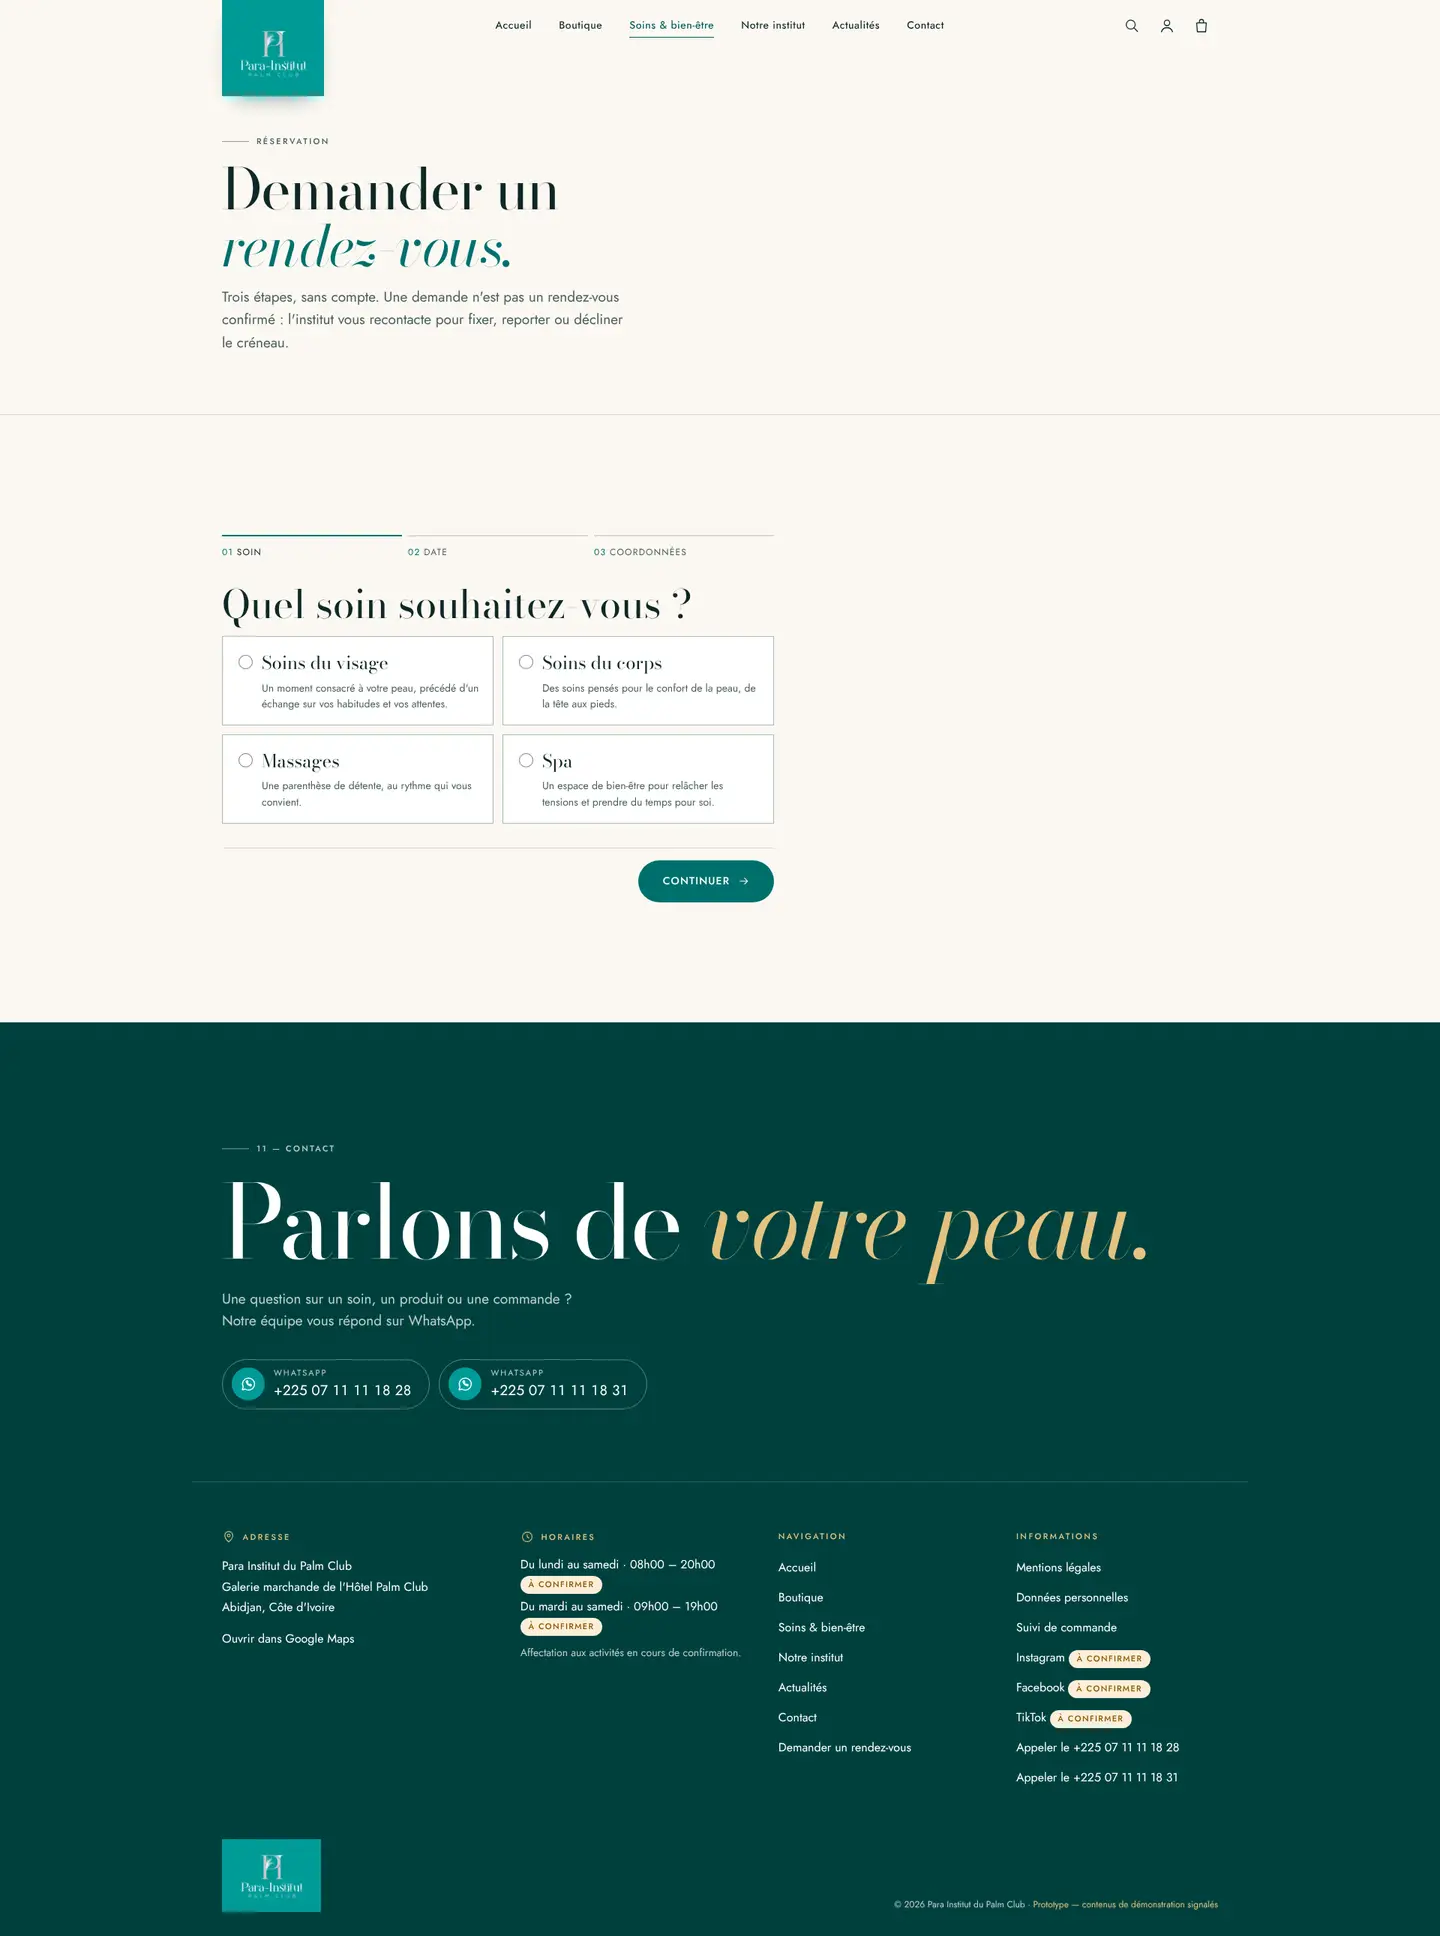 Para-Institut
PALM CLUB
Accueil
Boutique
Soins & bien-être
Notre institut
Actualités
Contact
RÉSERVATION
Demander un
rendez-vous.
Trois étapes, sans compte. Une demande n'est pas un rendez-vous
confirmé : l'institut vous recontacte pour fixer, reporter ou décliner
le créneau.
01 SOIN
02 DATE
03 COORDONNÉES
Quel soin souhaitez-vous ?
Soins du visage
Un moment consacré à votre peau, précédé d'un
échange sur vos habitudes et vos attentes.
Soins du corps
Des soins pensés pour le confort de la peau, de
la tête aux pieds.
Massages
Une parenthèse de détente, au rythme qui vous
convient.
Spa
Un espace de bien-être pour relâcher les
tensions et prendre du temps pour soi.
CONTINUER →
11 — CONTACT
Parlons de votre peau.
Une question sur un soin, un produit ou une commande ?
Notre équipe vous répond sur WhatsApp.
WHATSAPP
+225 07 11 11 18 28
WHATSAPP
+225 07 11 11 18 31
ADRESSE
Para Institut du Palm Club
Galerie marchande de l'Hôtel Palm Club
Abidjan, Côte d'Ivoire
Ouvrir dans Google Maps
HORAIRES
Du lundi au samedi · 08h00 – 20h00
À CONFIRMER
Du mardi au samedi · 09h00 – 19h00
À CONFIRMER
Affectation aux activités en cours de confirmation.
NAVIGATION
Accueil
Boutique
Soins & bien-être
Notre institut
Actualités
Contact
Demander un rendez-vous
INFORMATIONS
Mentions légales
Données personnelles
Suivi de commande
Instagram À CONFIRMER
Facebook À CONFIRMER
TikTok À CONFIRMER
Appeler le +225 07 11 11 18 28
Appeler le +225 07 11 11 18 31
Para-Institut
PALM CLUB
© 2026 Para Institut du Palm Club · Prototype — contenus de démonstration signalés